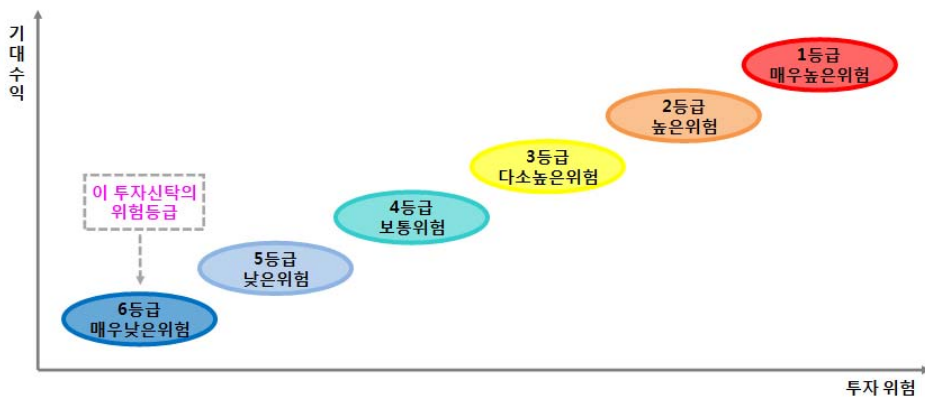 기대수익
1등급
매우높은위험
2등급
높은위험
3등급
다소높은위험
이 투자신탁의
위험등급
4등급
보통위험
5등급
낮은위험
6등급
매우낮은위험
투자 위험